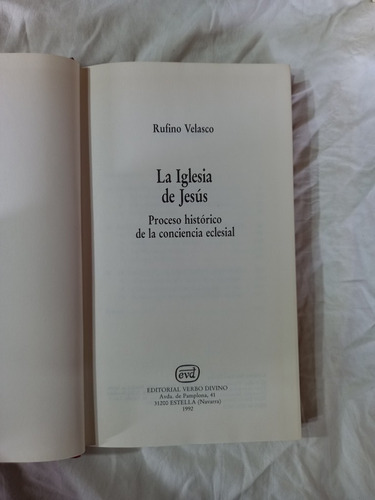 Rufino Velasco
La Iglesia
de Jesús
Proceso histórico
de la conciencia eclesial
evd
EDITORIAL VERBO DIVINO
Avda. de Pamplona, 41
31200 ESTELLA (Navarra)
1992